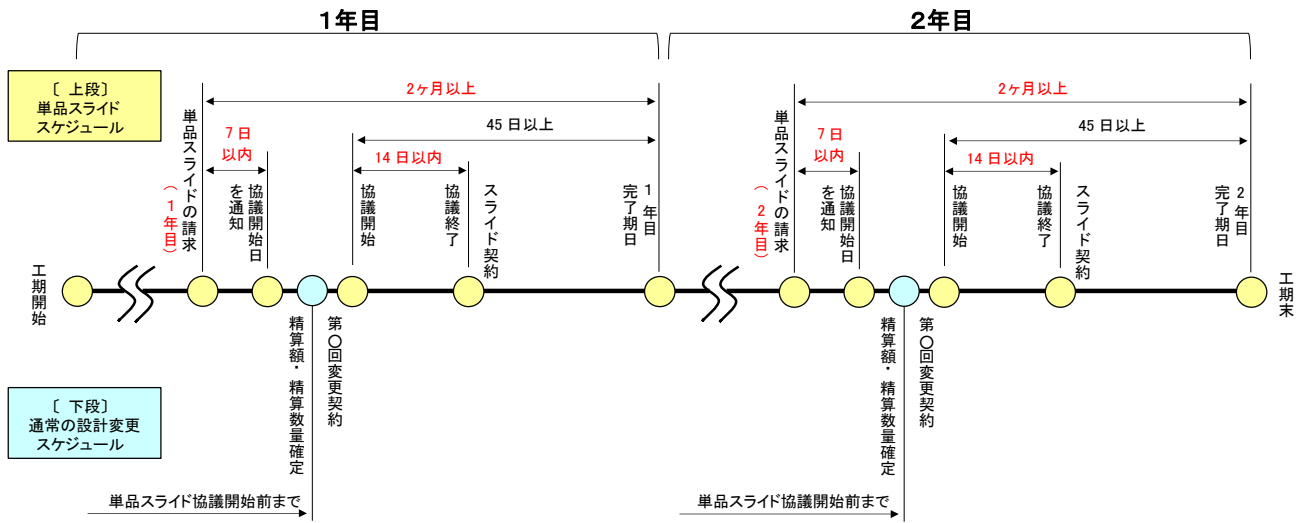 1年目
2年目
〔 上段〕
単品スライド
スケジュール
2ヶ月以上
45 日以上
7 日
以内
14 日以内
工期開始
単品スライドの請求
( 1年目)
協議開始日
を通知
協議開始
協議終了
スライド契約
1年目
完了期日
2ヶ月以上
45 日以上
7 日
以内
14 日以内
単品スライドの請求
( 2年目)
協議開始日
を通知
協議開始
協議終了
スライド契約
2年目
完了期日
工期末
〔 下段〕
通常の設計変更
スケジュール
第〇回変更契約
精算額・精算数量確定
単品スライド協議開始前まで
第〇回変更契約
精算額・精算数量確定
単品スライド協議開始前まで